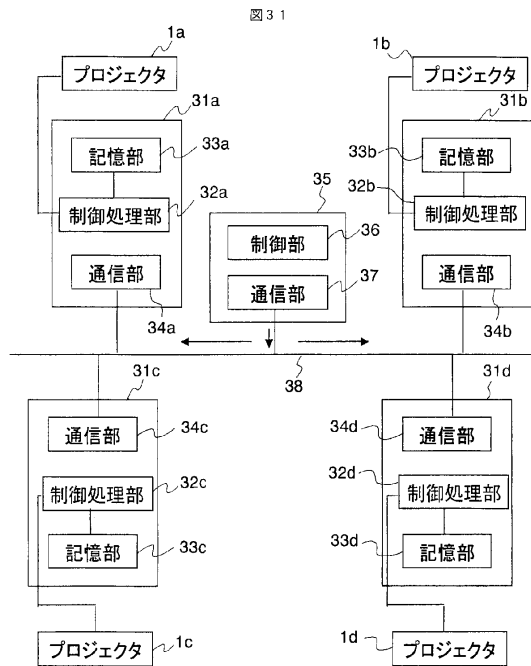 図31
1a
プロジェクタ
31a
記憶部
33a
制御処理部
32a
通信部
34a
1b
プロジェクタ
31b
33b
記憶部
32b
制御処理部
通信部
34b
35
制御部
36
通信部
37
38
31c
通信部
34c
制御処理部
32c
記憶部
33c
プロジェクタ
1c
31d
34d
通信部
32d
制御処理部
33d
記憶部
1d
プロジェクタ